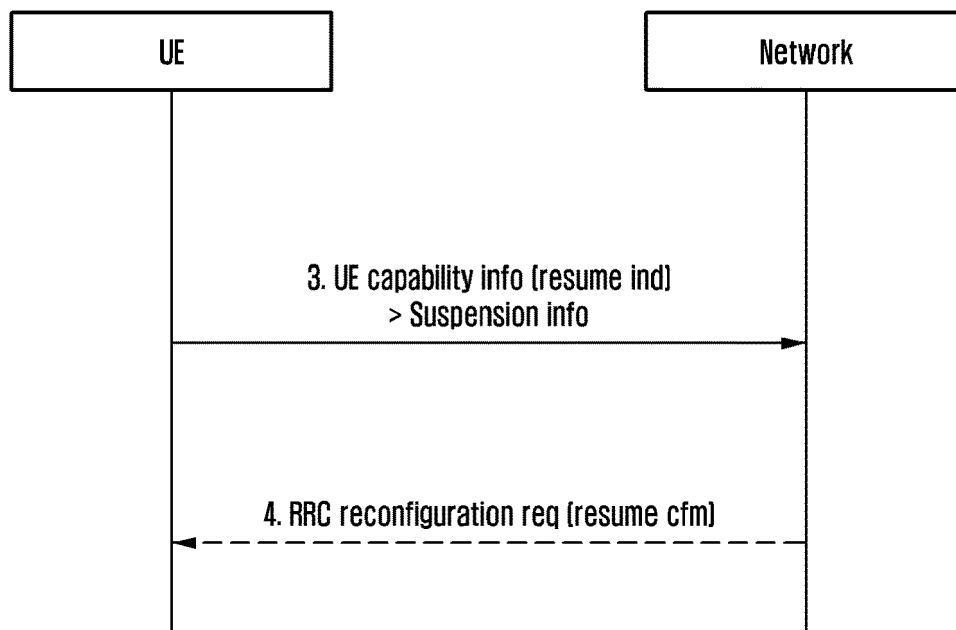 UE
Network
3. UE capability info (resume ind)
> Suspension info
4. RRC reconfiguration req (resume cfm)